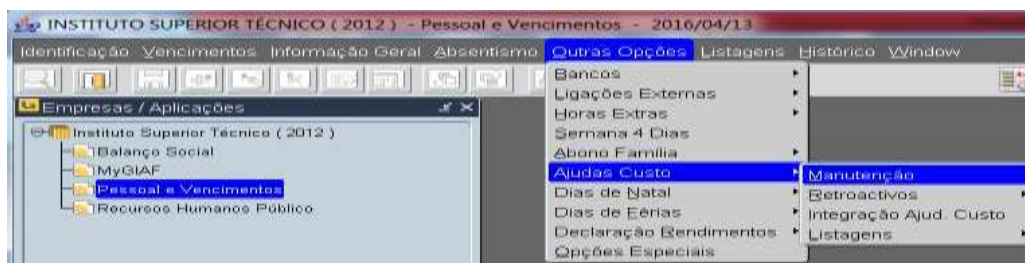 INSTITUTO SUPERIOR TÉCNICO ( 2012 ) - Pessoal e Vencimentos - 2016/04/13
Identificação Vencimentos Informação Geral Absentismo Outras Opções Listagens Histórico Window
Empresas / Aplicações
Instituto Superior Técnico ( 2012 )
Balanço Social
MyGIAF
Pessoal e Vencimentos
Recursos Humanos Público
Bancos
Ligações Externas
Horas Extras
Semana 4 Dias
Abono Família
Ajudas Custo
Dias de Natal
Dias de Férias
Declaração Rendimentos
Opções Especiais
Manutenção
Retroactivos
Integração Ajud. Custo
Listagens